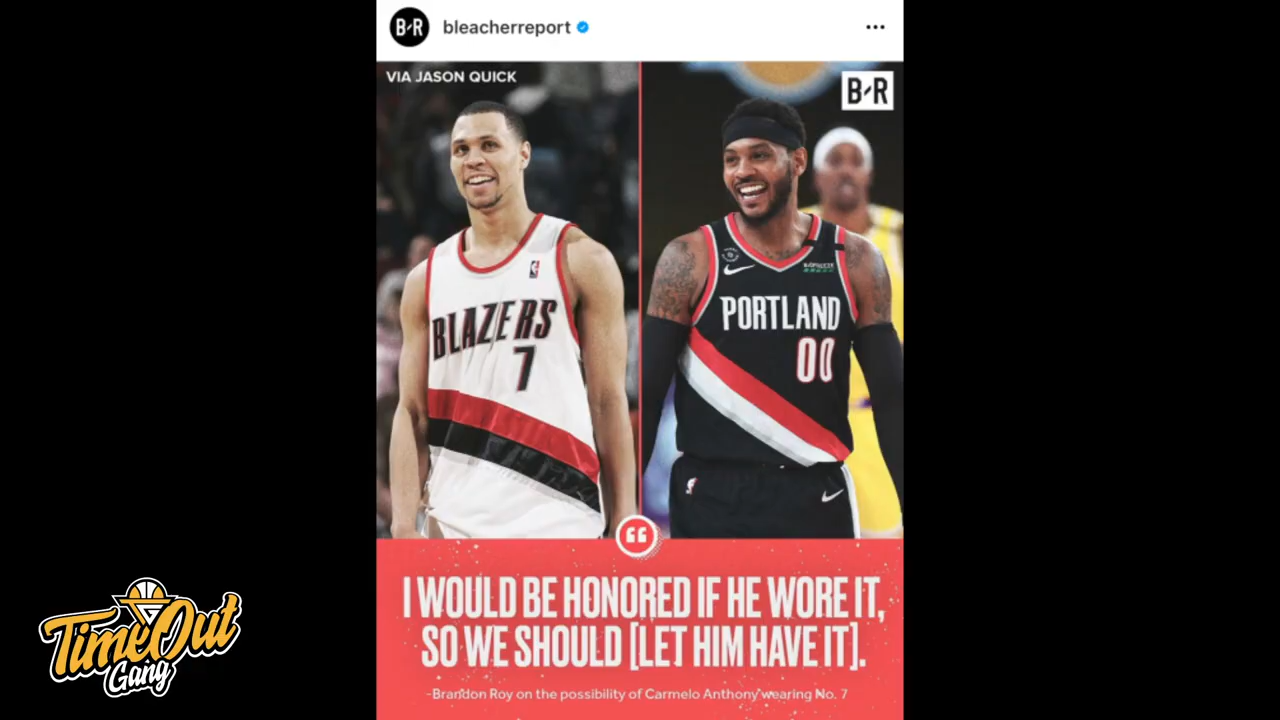 B/R bleacherreport
VIA JASON QUICK
B/R
BLAZERS
7
PORTLAND
00
I WOULD BE HONORED IF HE WORE IT,
SO WE SHOULD [LET HIM HAVE IT].
-Brandon Roy on the possibility of Carmelo Anthony wearing No. 7
TimeOut
Gang